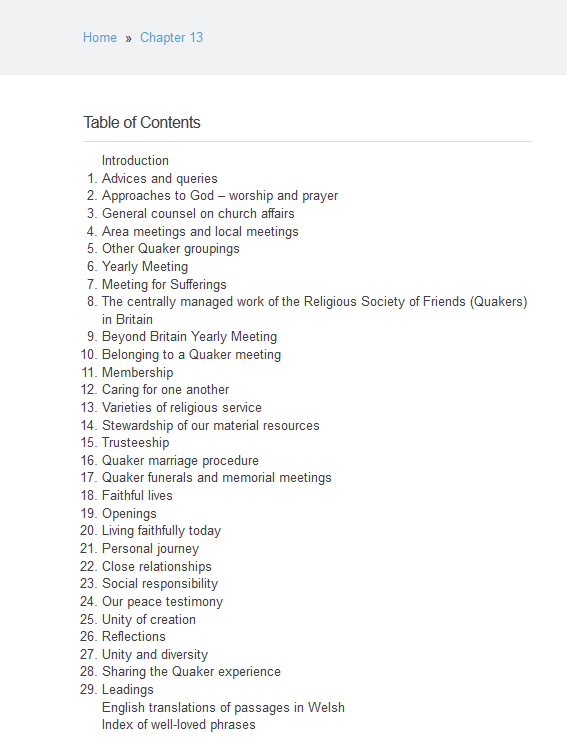 Home » Chapter 13
Table of Contents
Introduction
1. Advices and queries
2. Approaches to God – worship and prayer
3. General counsel on church affairs
4. Area meetings and local meetings
5. Other Quaker groupings
6. Yearly Meeting
7. Meeting for Sufferings
8. The centrally managed work of the Religious Society of Friends (Quakers)
in Britain
9. Beyond Britain Yearly Meeting
10. Belonging to a Quaker meeting
11. Membership
12. Caring for one another
13. Varieties of religious service
14. Stewardship of our material resources
15. Trusteeship
16. Quaker marriage procedure
17. Quaker funerals and memorial meetings
18. Faithful lives
19. Openings
20. Living faithfully today
21. Personal journey
22. Close relationships
23. Social responsibility
24. Our peace testimony
25. Unity of creation
26. Reflections
27. Unity and diversity
28. Sharing the Quaker experience
29. Leadings
English translations of passages in Welsh
Index of well-loved phrases